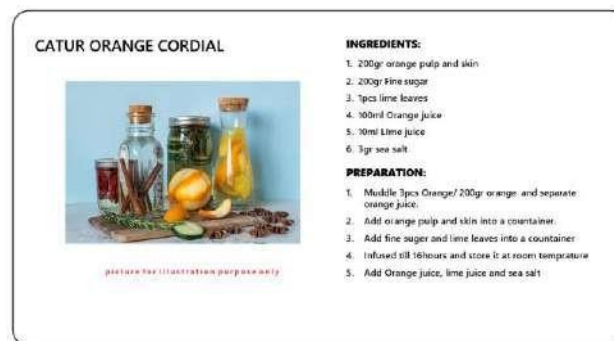 CATUR ORANGE CORDIAL
picture for illustration purpose only
INGREDIENTS:
1. 200gr orange pulp and skin
2. 200gr Fine sugar
3. 1pcs lime leaves
4. 100ml Orange juice
5. 10ml Lime juice
6. 3gr sea salt
PREPARATION:
1. Muddle 3pcs Orange/ 200gr orange and separate
orange juice.
2. Add orange pulp and skin into a countainer.
3. Add fine suger and lime leaves into a countainer
4. Infused till 16hours and store it at room temprature
5. Add Orange juice, lime juice and sea salt